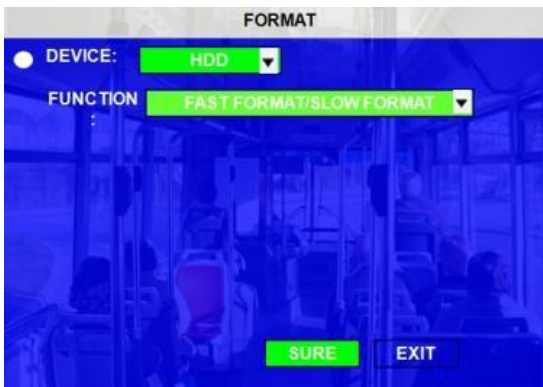 FORMAT
DEVICE: HDD
FUNCTION : FAST FORMAT/SLOW FORMAT
SURE EXIT